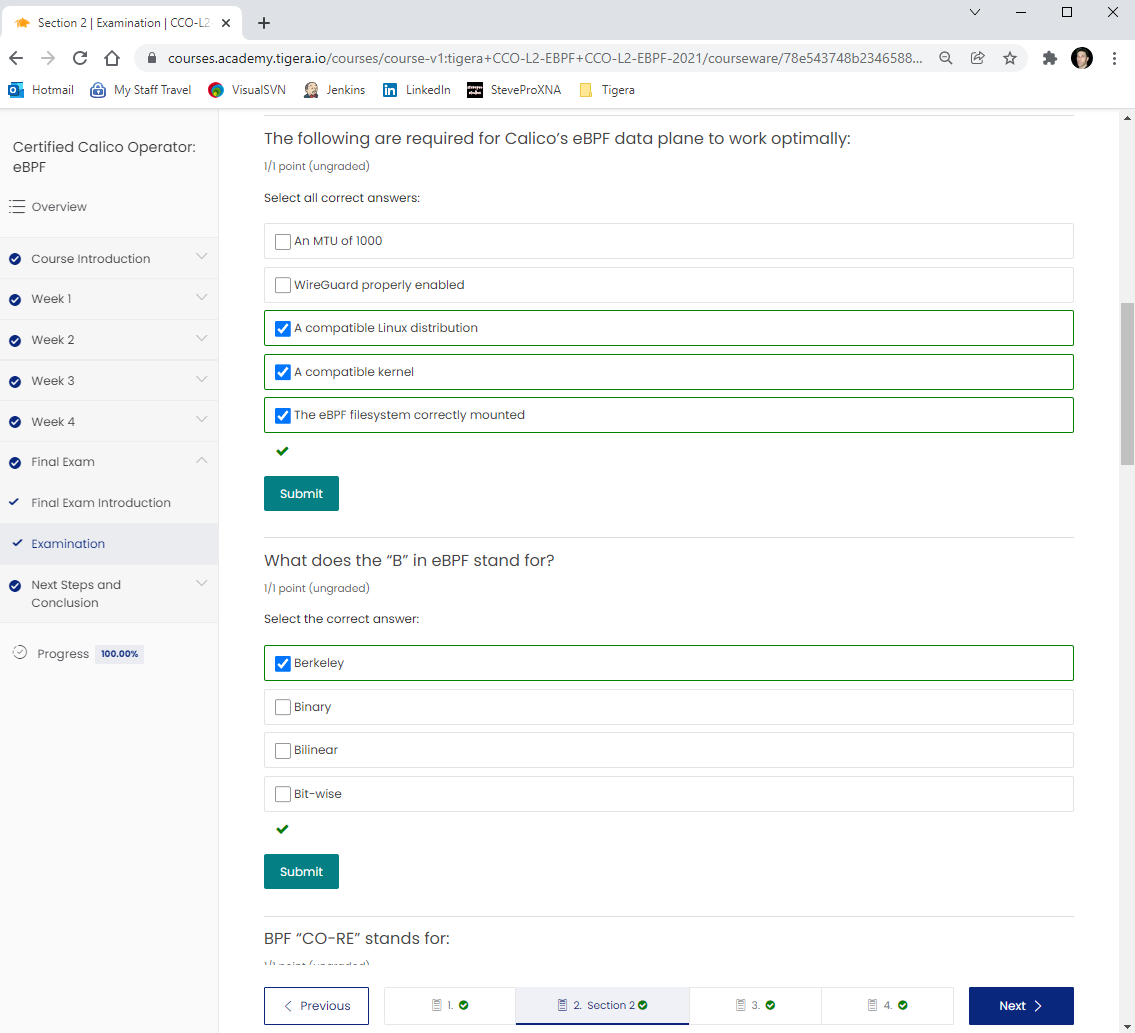 Section 2 | Examination | CCO-L2-
courses.academy.tigera.io/courses/course-v1:tigera+CCO-L2-EBPF+CCO-L2-EBPF-2021/courseware/78e543748b2346588...
Hotmail My Staff Travel VisualSVN Jenkins LinkedIn SteveProXNA Tigera
Certified Calico Operator:
eBPF
Overview
Course Introduction
Week 1
Week 2
Week 3
Week 4
Final Exam
Final Exam Introduction
Examination
Next Steps and
Conclusion
Progress 100.00%
The following are required for Calico’s eBPF data plane to work optimally:
1/1 point (ungraded)
Select all correct answers:
An MTU of 1000
WireGuard properly enabled
A compatible Linux distribution
A compatible kernel
The eBPF filesystem correctly mounted
Submit
What does the “B” in eBPF stand for?
1/1 point (ungraded)
Select the correct answer:
Berkeley
Binary
Bilinear
Bit-wise
Submit
BPF “CO-RE” stands for:
1/1 point (ungraded)
Previous 1. 2. Section 2 3. 4. Next